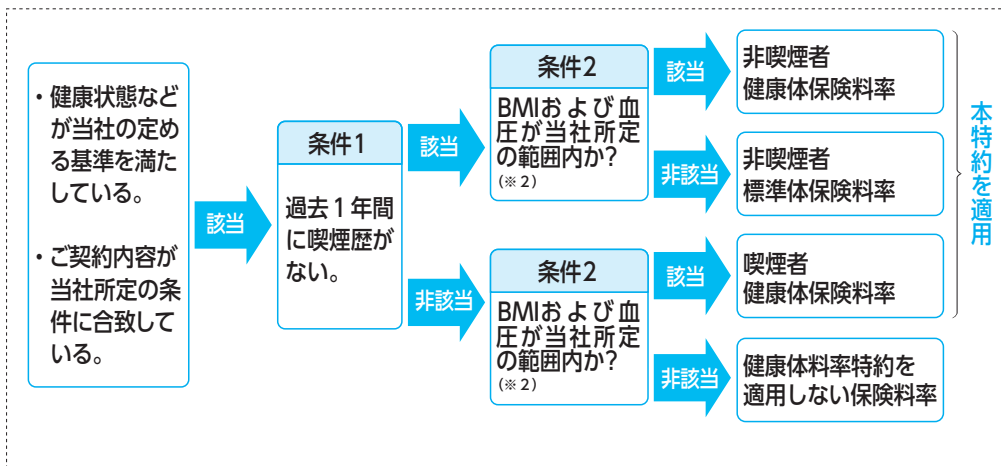 ・健康状態など
が当社の定め
る基準を満た
している。
・ご契約内容が
当社所定の条
件に合致して
いる。
該当
条件1
過去1年間
に喫煙歴が
ない。
該当
条件2
BMIおよび血
圧が当社所定
の範囲内か?
(※2)
該当
非喫煙者
健康体保険料率
非該当
非喫煙者
標準体保険料率
非該当
条件2
BMIおよび血
圧が当社所定
の範囲内か?
(※2)
該当
喫煙者
健康体保険料率
非該当
健康体料率特約を
適用しない保険料率
本特約を適用